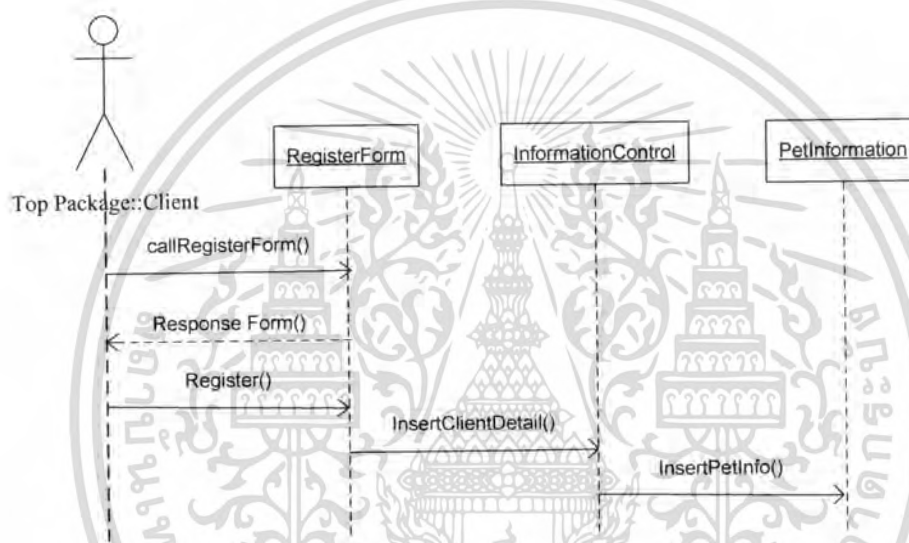 RegisterForm
InformationControl
PetInformation
Top Package::Client
callRegisterForm()
Response Form()
Register()
InsertClientDetail()
InsertPetInfo()